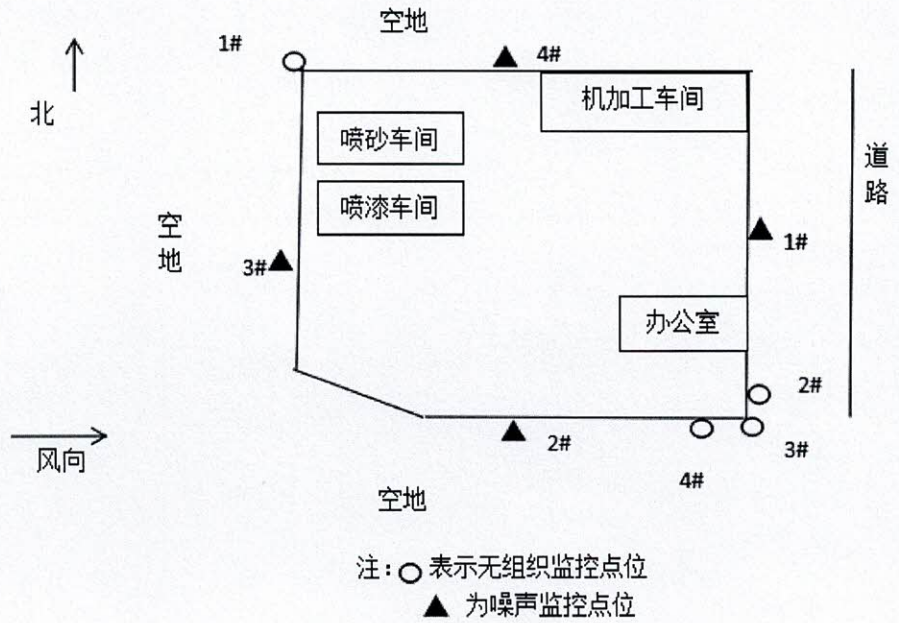 空地
1#
4#
北
机加工车间
喷砂车间
道路
喷漆车间
空地
3#
1#
办公室
2#
风向
2#
3#
4#
空地
注：○表示无组织监控点位
▲ 为噪声监控点位